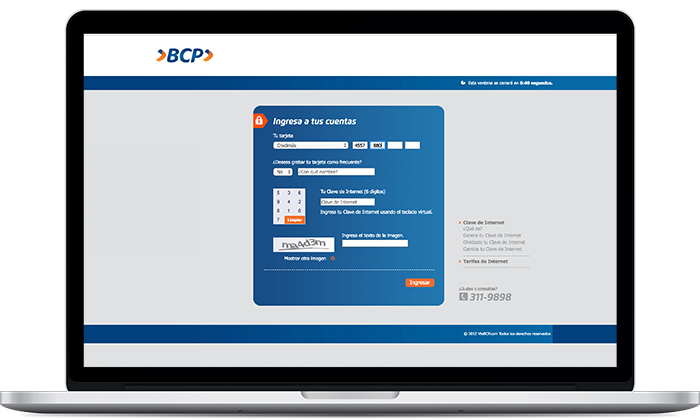 BCP
Esta ventana se cerrará en 0:40 segundos.
Ingresa a tus cuentas
Tu tarjeta
Credimás 4557 880
¿Deseas grabar tu tarjeta como frecuente?
No ¿Con cuál nombre?
Tu Clave de Internet (6 dígitos)
5 3 6
9 4 2
8 1 0
7 Limpiar
Clave de Internet
Ingresa tu Clave de Internet usando el teclado virtual.
Ingrese el texto de la imagen.
ma4d3m
Mostrar otra imagen
Ingresar
Clave de Internet
¿Qué es?
Genera tu Clave de Internet
Olvidaste tu Clave de Internet
Cambia tu Clave de Internet
Tarifas de Internet
¿Dudas o consultas?
311-9898
© 2012 ViaBCP.com Todos los derechos reservados